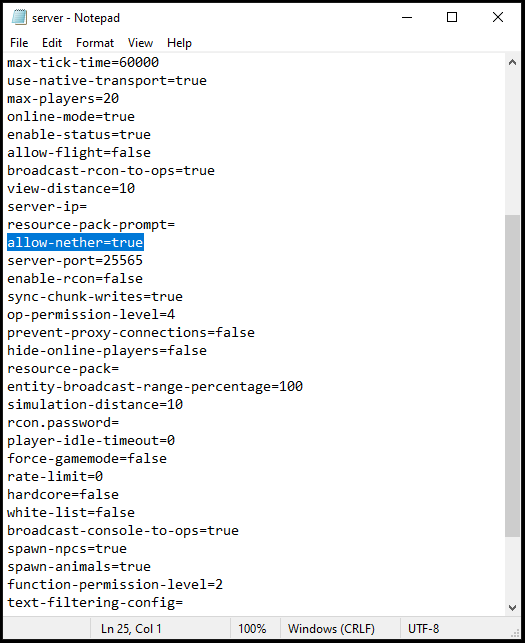 server - Notepad
File Edit Format View Help
max-tick-time=60000
use-native-transport=true
max-players=20
online-mode=true
enable-status=true
allow-flight=false
broadcast-rcon-to-ops=true
view-distance=10
server-ip=
resource-pack-prompt=
allow-nether=true
server-port=25565
enable-rcon=false
sync-chunk-writes=true
op-permission-level=4
prevent-proxy-connections=false
hide-online-players=false
resource-pack=
entity-broadcast-range-percentage=100
simulation-distance=10
rcon.password=
player-idle-timeout=0
force-gamemode=false
rate-limit=0
hardcore=false
white-list=false
broadcast-console-to-ops=true
spawn-npcs=true
spawn-animals=true
function-permission-level=2
text-filtering-config=
Ln 25, Col 1 100% Windows (CRLF) UTF-8